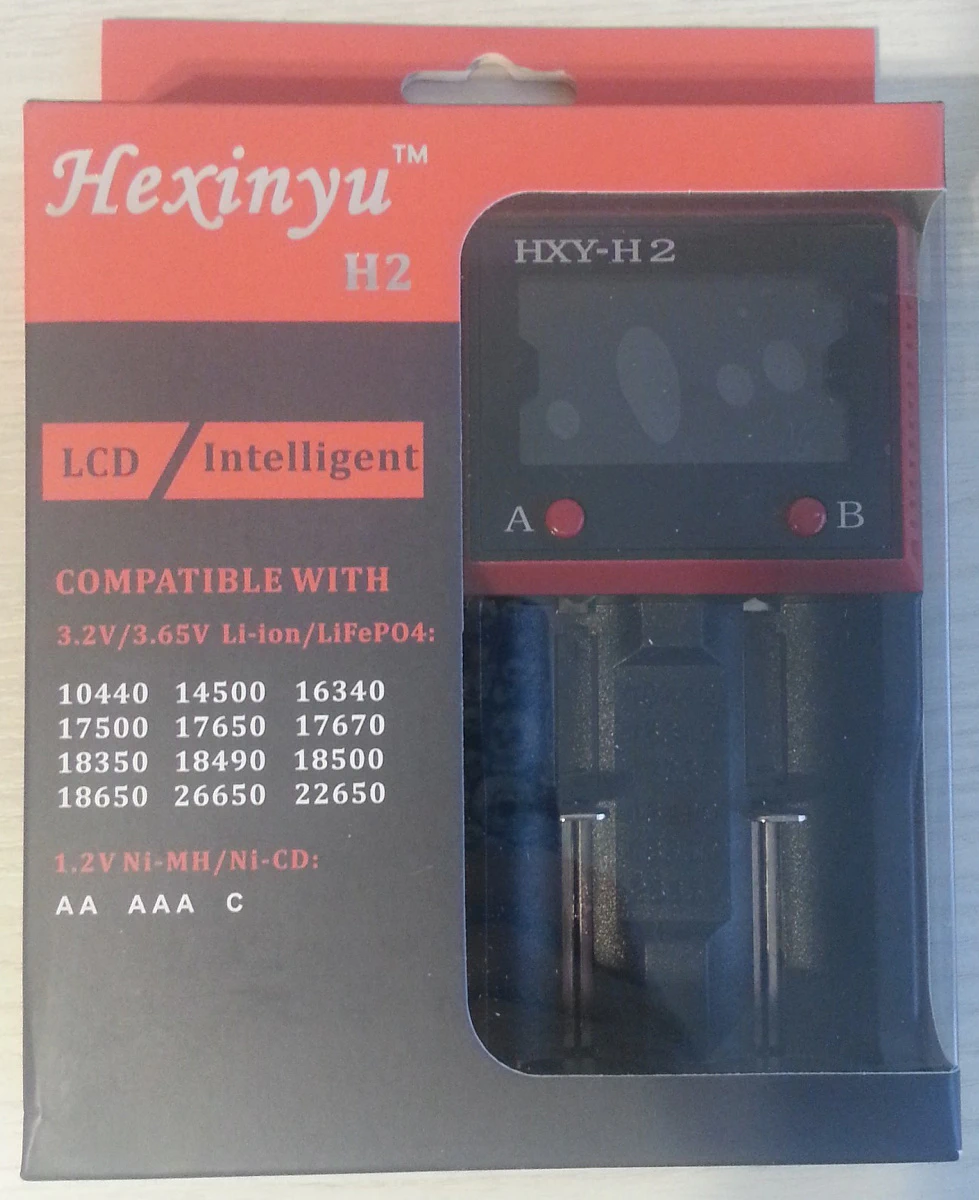 Hexinyu™
H2
LCD / Intelligent
COMPATIBLE WITH
3.2V/3.65V Li-ion/LiFePO4:
10440 14500 16340
17500 17650 17670
18350 18490 18500
18650 26650 22650
1.2V Ni-MH/Ni-CD:
AA AAA C
HXY-H2
A B